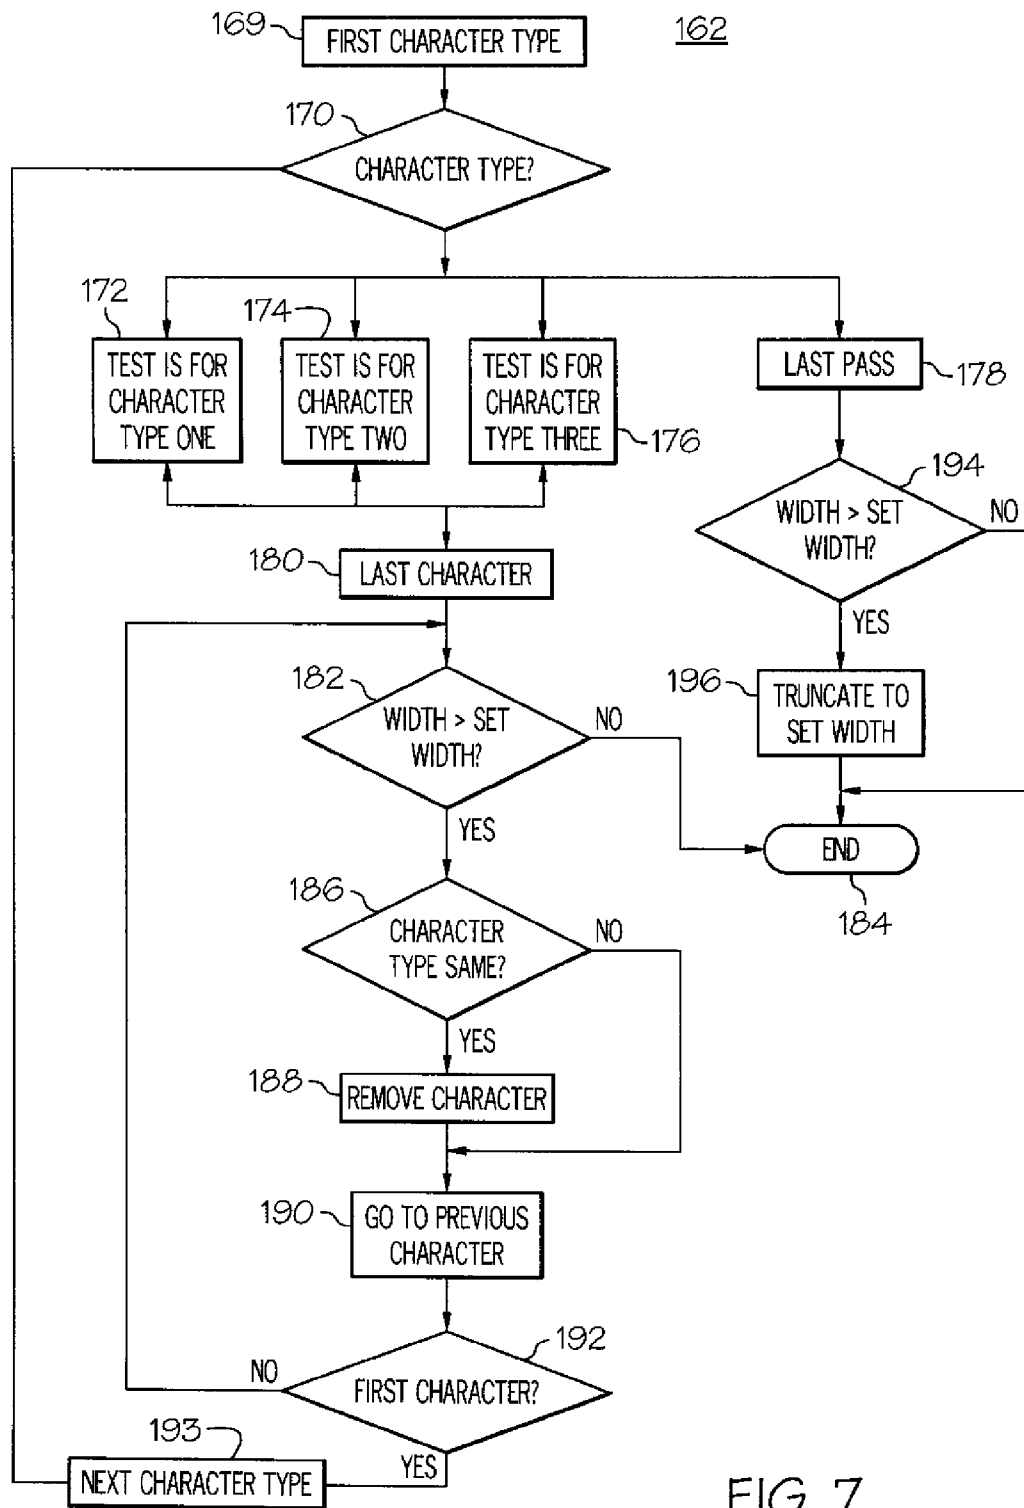 169
FIRST CHARACTER TYPE
162
170
CHARACTER TYPE?
172
TEST IS FOR
CHARACTER
TYPE ONE
174
TEST IS FOR
CHARACTER
TYPE TWO
TEST IS FOR
CHARACTER
TYPE THREE
176
LAST PASS
178
194
WIDTH > SET
WIDTH?
NO
YES
180
LAST CHARACTER
182
WIDTH > SET
WIDTH?
NO
YES
196
TRUNCATE TO
SET WIDTH
END
184
186
CHARACTER
TYPE SAME?
NO
YES
188
REMOVE CHARACTER
190
GO TO PREVIOUS
CHARACTER
192
FIRST CHARACTER?
NO
YES
193
NEXT CHARACTER TYPE
FIG. 7